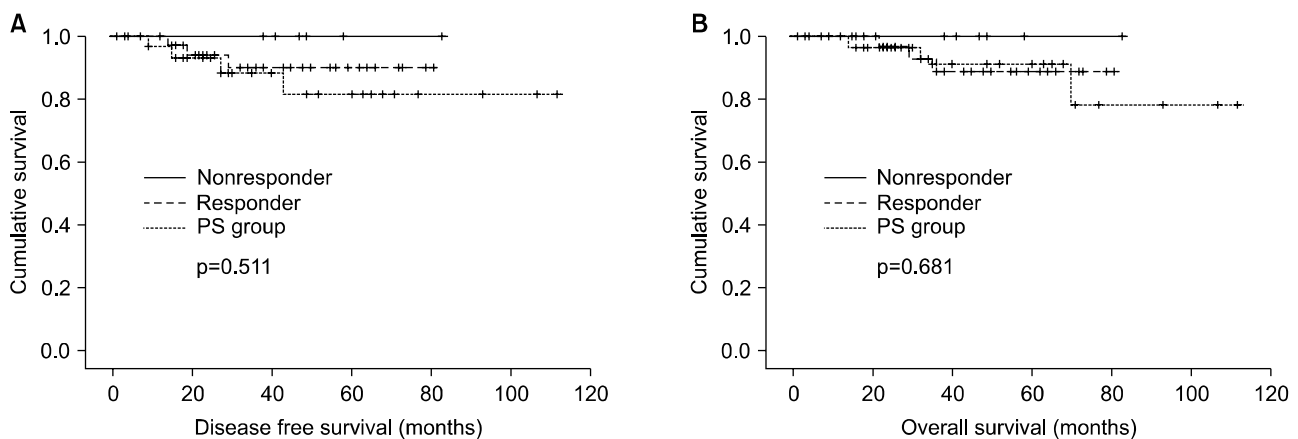 A
1.0
0.8
0.6
0.4
0.2
0.0
Cumulative survival
Nonresponder
Responder
PS group
p=0.511
0 20 40 60 80 100 120
Disease free survival (months)
B
1.0
0.8
0.6
0.4
0.2
0.0
Cumulative survival
Nonresponder
Responder
PS group
p=0.681
0 20 40 60 80 100 120
Overall survival (months)